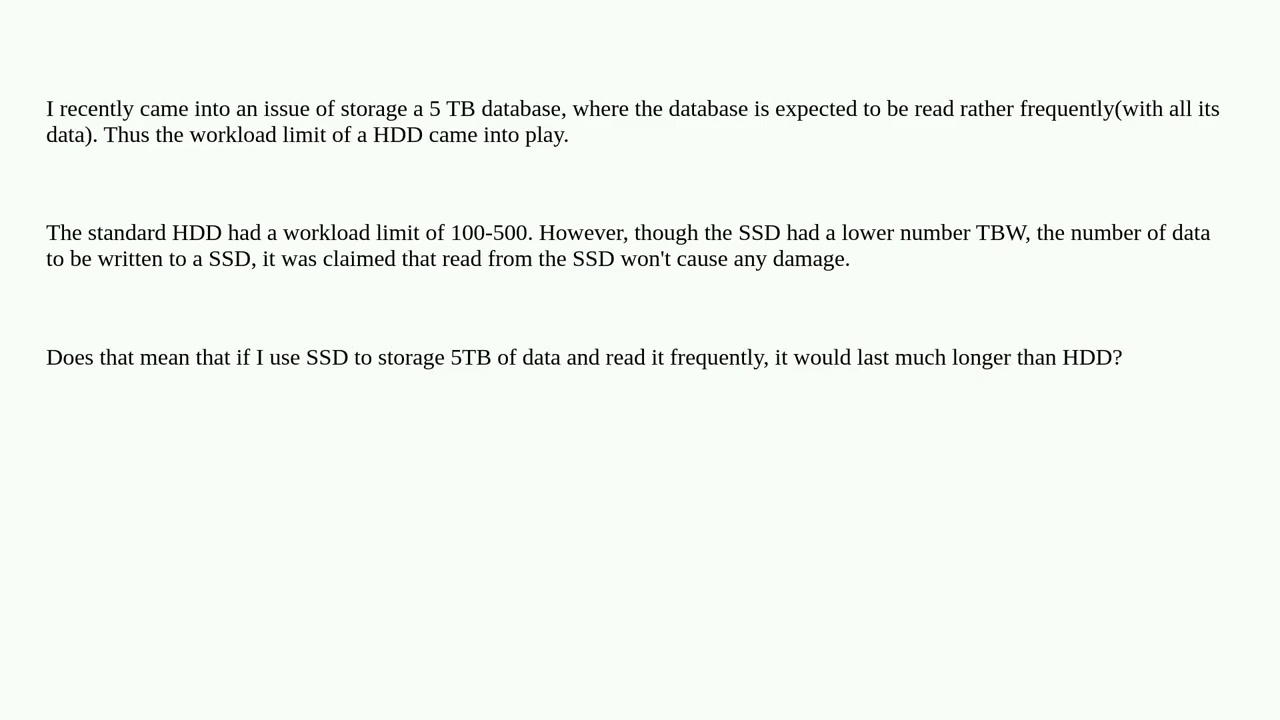 I recently came into an issue of storage a 5 TB database, where the database is expected to be read rather frequently(with all its
data). Thus the workload limit of a HDD came into play.
The standard HDD had a workload limit of 100-500. However, though the SSD had a lower number TBW, the number of data
to be written to a SSD, it was claimed that read from the SSD won't cause any damage.
Does that mean that if I use SSD to storage 5TB of data and read it frequently, it would last much longer than HDD?